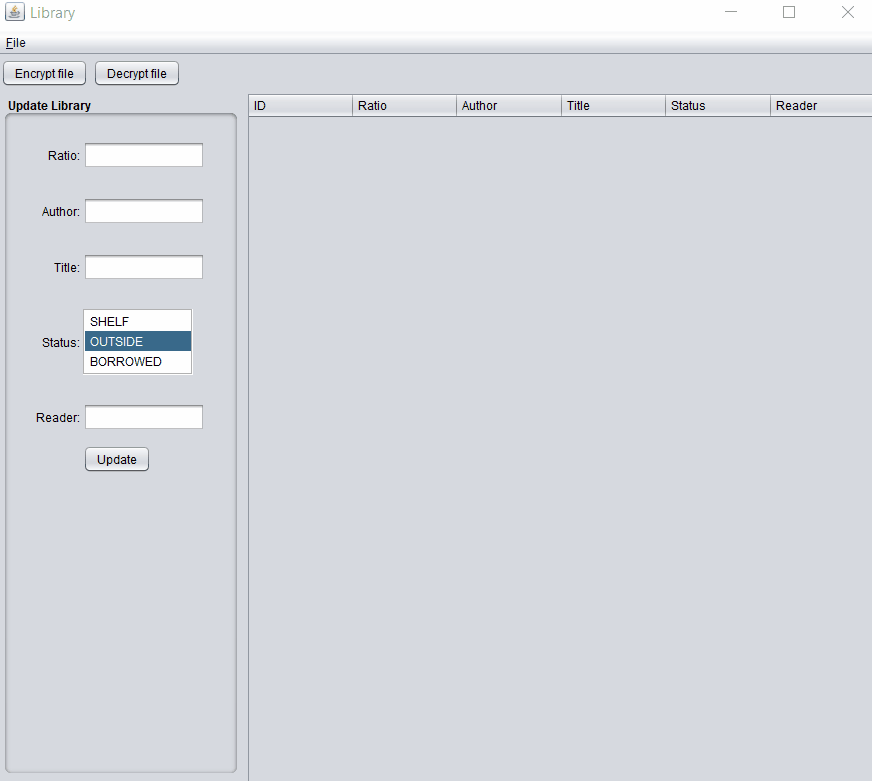 Library
File
Encrypt file Decrypt file
Update Library
ID Ratio Author Title Status Reader
Ratio:
Author:
Title:
Status:
SHELF
OUTSIDE
BORROWED
Reader:
Update